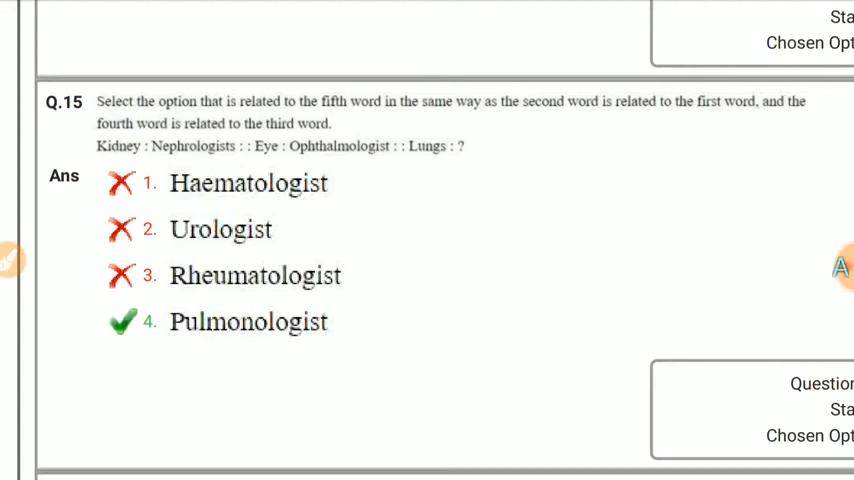 Sta
Chosen Opt
Q.15 Select the option that is related to the fifth word in the same way as the second word is related to the first word, and the
fourth word is related to the third word.
Kidney : Nephrologists : : Eye : Ophthalmologist : : Lungs : ?
Ans 1. Haematologist
2. Urologist
3. Rheumatologist
4. Pulmonologist
A
Question
Sta
Chosen Opt